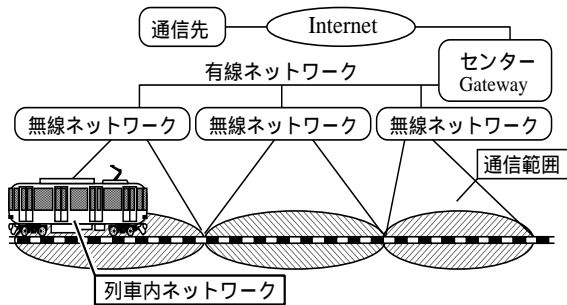 通信先
Internet
センター
Gateway
有線ネットワーク
無線ネットワーク
無線ネットワーク
無線ネットワーク
通信範囲
列車内ネットワーク